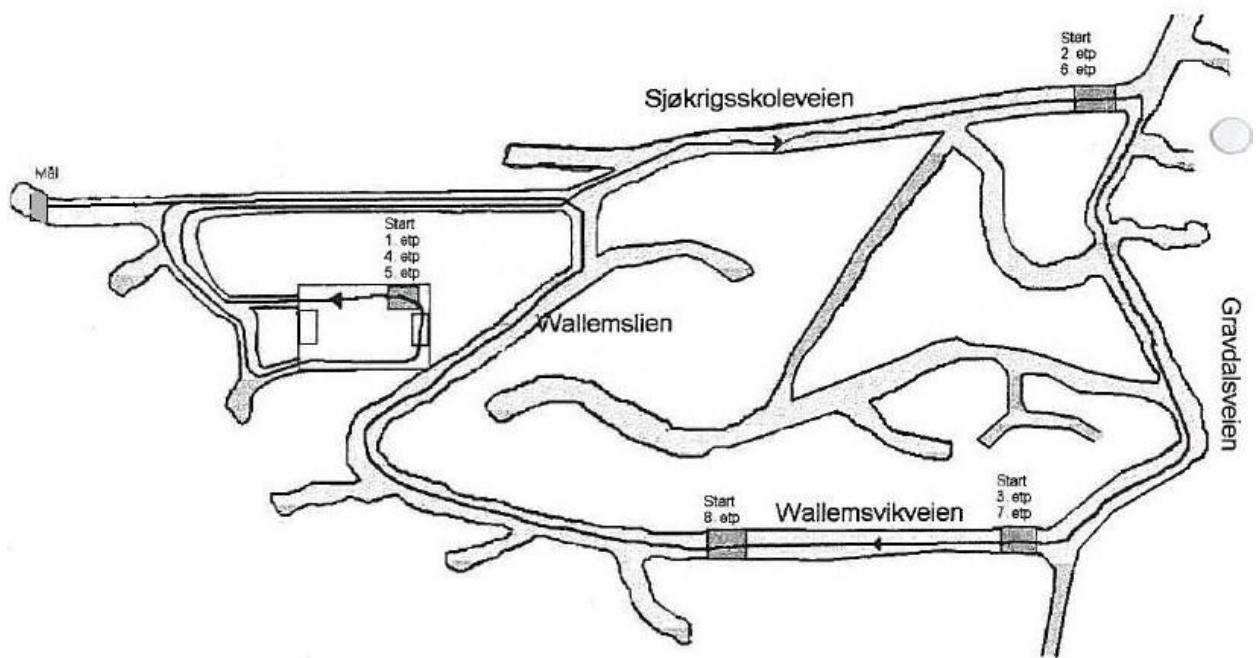 Start
2. etp
6. etp
Sjøkrigsskoleveien
Mål
Start
1. etp
4. etp
5. etp
Wallemslien
Gravdalsveien
Start
8. etp
Wallemsvikveien
Start
3. etp
7. etp